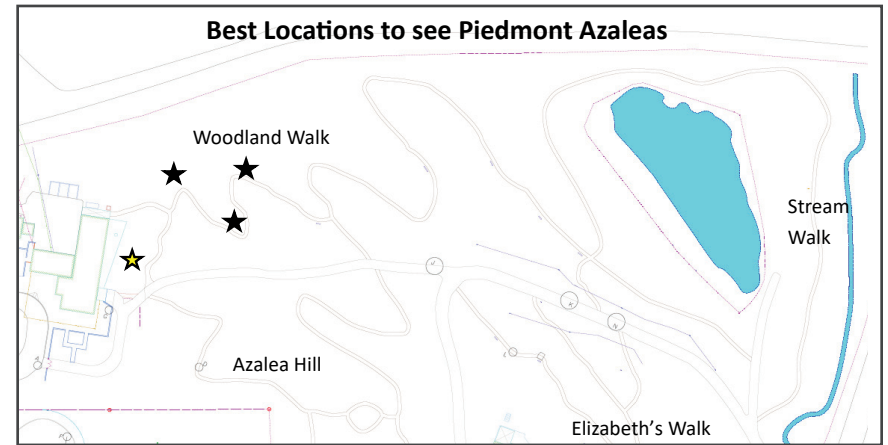 Best Locations to see Piedmont Azaleas
Woodland Walk
Stream
Walk
Azalea Hill
Elizabeth's Walk